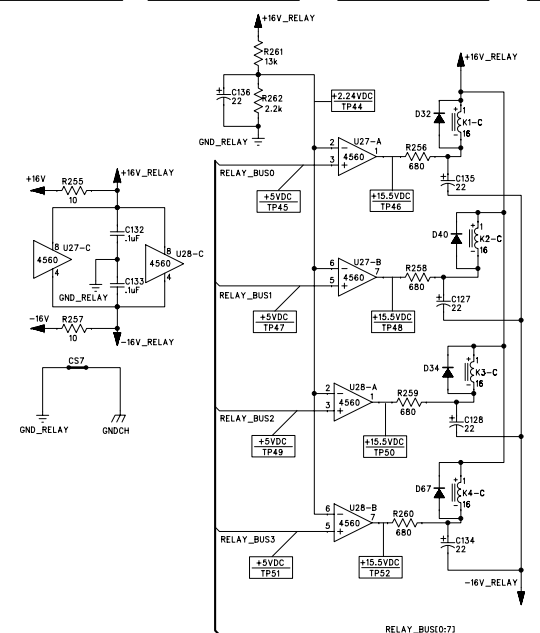 +16V_RELAY
R261
13k
+ C136
22
R262
2.2k
GND_RELAY
+2.24VDC
TP44
+16V_RELAY
D32
1
+
K1-C
-
16
2
-
3
+
U27-A
4560
1
R256
680
+ C135
22
RELAY_BUS0
+5VDC
TP45
+15.5VDC
TP46
+16V
R255
10
+16V_RELAY
C132
.1uF
8
U27-C
4560
4
8
U28-C
4560
4
C133
.1uF
GND_RELAY
-16V
R257
10
-16V_RELAY
CS7
GND_RELAY
GNDCH
D40
1
+
K2-C
-
16
6
-
5
+
U27-B
4560
7
R258
680
+ C127
22
RELAY_BUS1
+5VDC
TP47
+15.5VDC
TP48
D34
1
+
K3-C
-
16
2
-
3
+
U28-A
4560
1
R259
680
+ C128
22
RELAY_BUS2
+5VDC
TP49
+15.5VDC
TP50
D67
1
+
K4-C
-
16
6
-
5
+
U28-B
4560
7
R260
680
+ C134
22
RELAY_BUS3
+5VDC
TP51
+15.5VDC
TP52
-16V_RELAY
RELAY_BUS[0:7]